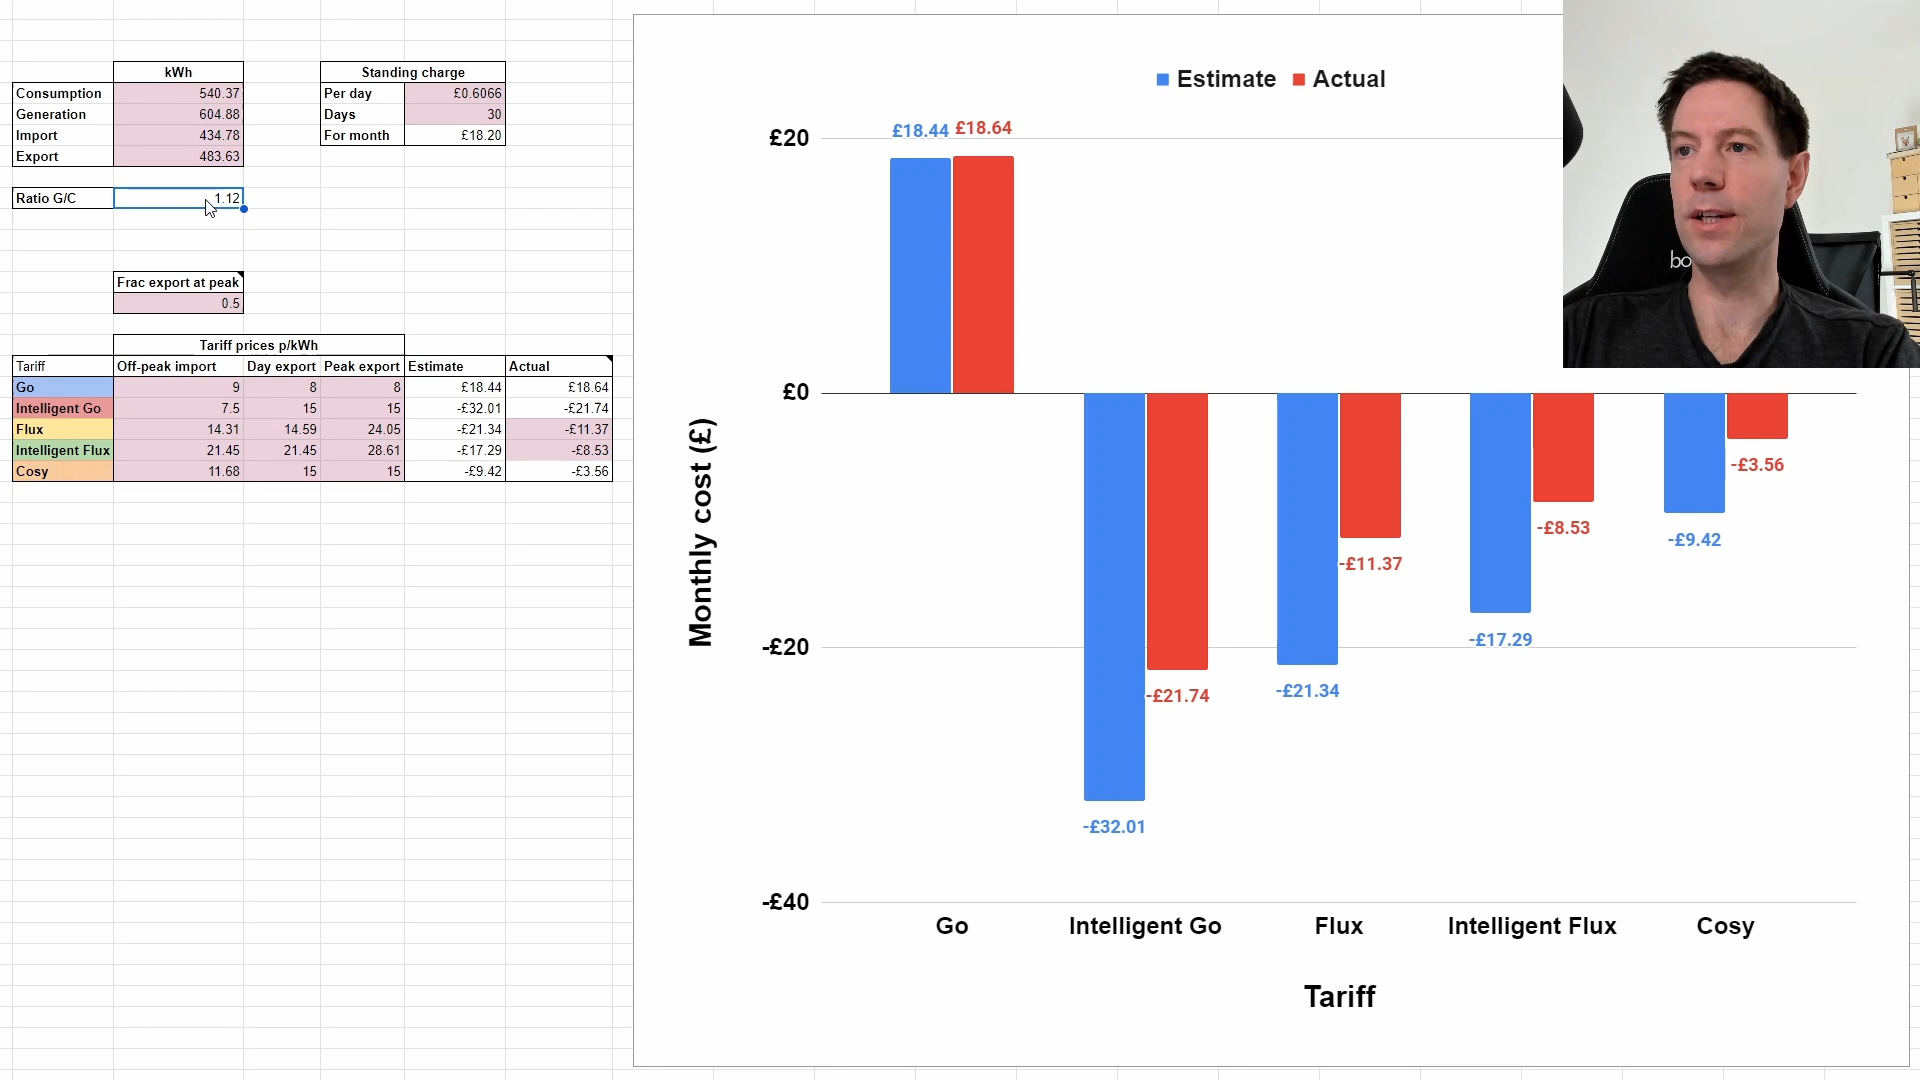 kWh
Consumption 540.37
Generation 604.88
Import 434.78
Export 483.63
Standing charge
Per day £0.6066
Days 30
For month £18.20
Ratio G/C 1.12
Frac export at peak
0.5
Tariff prices p/kWh
Tariff Off-peak import Day export Peak export Estimate Actual
Go 9 8 8 £18.44 £18.64
Intelligent Go 7.5 15 15 -£32.01 -£21.74
Flux 14.31 14.59 24.05 -£21.34 -£11.37
Intelligent Flux 21.45 21.45 28.61 -£17.29 -£8.53
Cosy 11.68 15 15 -£9.42 -£3.56
Estimate Actual
£20
£0
-£20
-£40
Monthly cost (£)
£18.44 £18.64
-£32.01
-£21.74
-£21.34
-£11.37
-£17.29
-£8.53
-£9.42
-£3.56
Go Intelligent Go Flux Intelligent Flux Cosy
Tariff